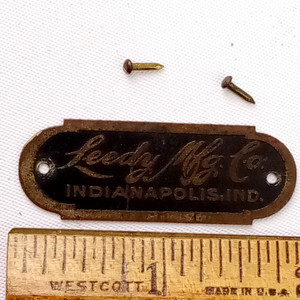 Leedy Mfg. Co.
INDIANAPOLIS. IND.
1
WESTCOTT
MADE IN U.S.A.